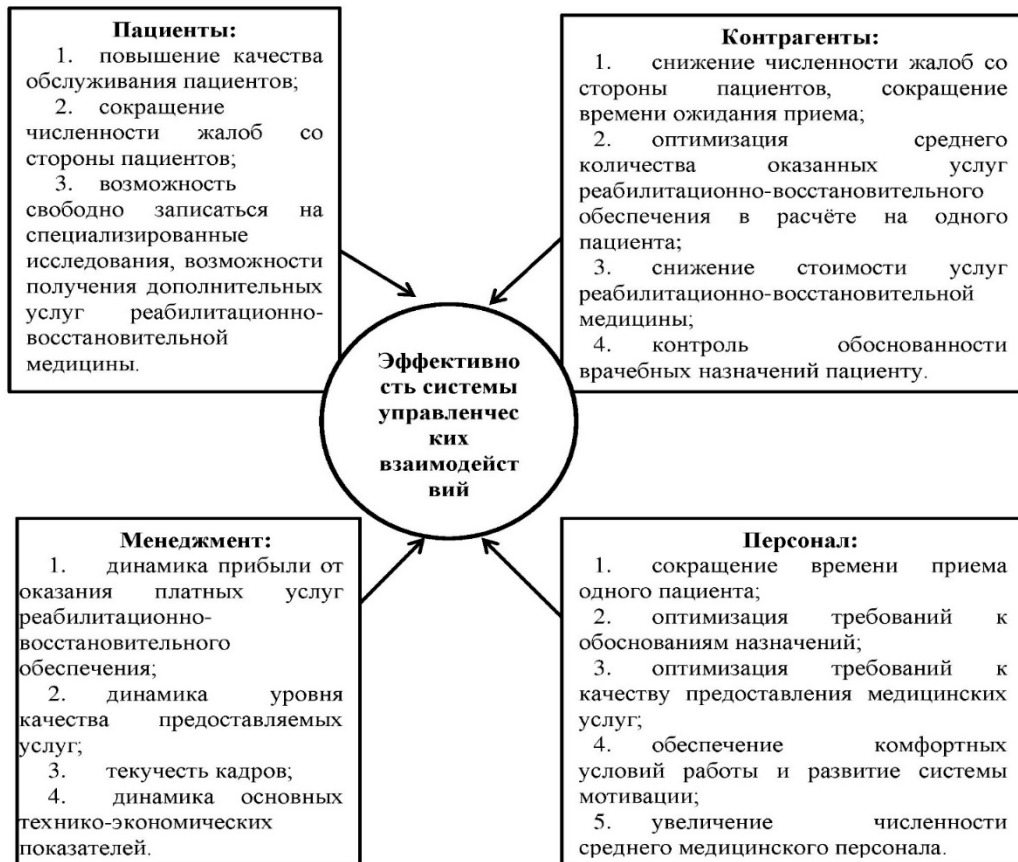 Пациенты:
1. повышение качества
обслуживания пациентов;
2. сокращение
численности жалоб со
стороны пациентов;
3. возможность
свободно записаться на
специализированные
исследования, возможности
получения дополнительных
услуг реабилитационно-
восстановительной
медицины.
Контрагенты:
1. снижение численности жалоб со
стороны пациентов, сокращение
времени ожидания приема;
2. оптимизация среднего
количества оказанных услуг
реабилитационно-восстановительного
обеспечения в расчёте на одного
пациента;
3. снижение стоимости услуг
реабилитационно-восстановительной
медицины;
4. контроль обоснованности
врачебных назначений пациенту.
Эффективно
сть системы
управленчес
ких
взаимодейст
вий
Менеджмент:
1. динамика прибыли от
оказания платных услуг
реабилитационно-
восстановительного
обеспечения;
2. динамика уровня
качества предоставляемых
услуг;
3. текучесть кадров;
4. динамика основных
технико-экономических
показателей.
Персонал:
1. сокращение времени приема
одного пациента;
2. оптимизация требований к
обоснованиям назначений;
3. оптимизация требований к
качеству предоставления медицинских
услуг;
4. обеспечение комфортных
условий работы и развитие системы
мотивации;
5. увеличение численности
среднего медицинского персонала.